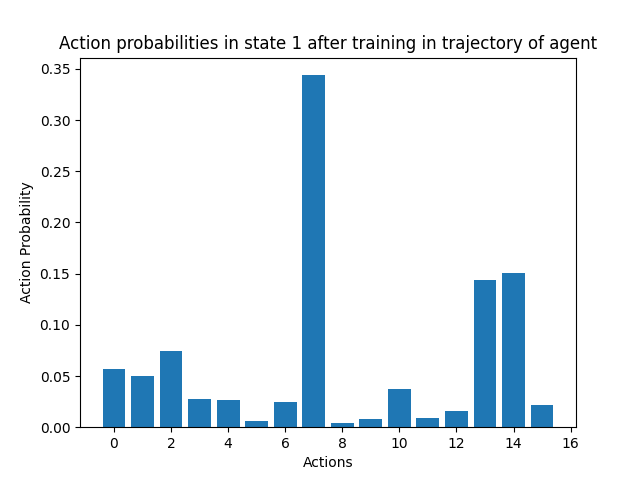 Action probabilities in state 1 after training in trajectory of agent
0.35
0.30
0.25
0.20
0.15
0.10
0.05
0.00
Action Probability
0 2 4 6 8 10 12 14 16
Actions